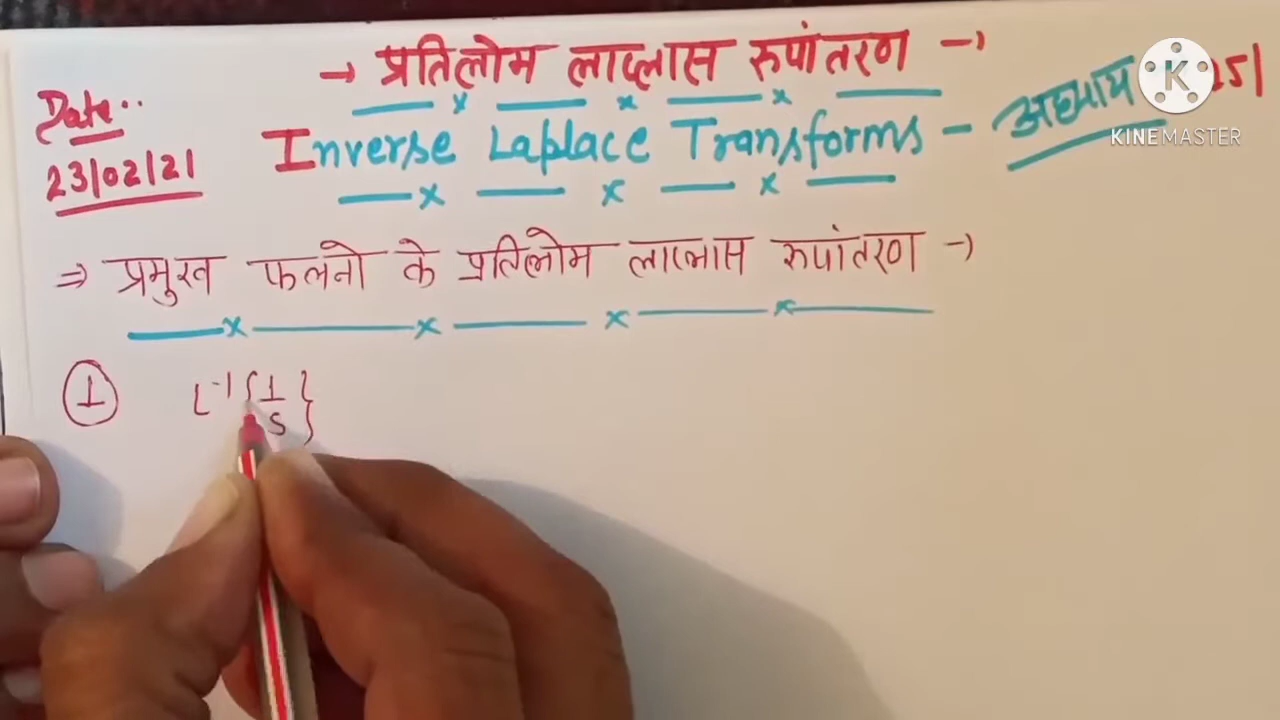 → प्रतिलोम लाप्लास रुपांतरण →
Date..
23/02/21
Inverse Laplace Transforms - अध्याय
K
KINEMASTER
⇒ प्रमुख फलनो के प्रतिलोम लाप्लास रुपांतरण →
① L⁻¹{1/s}